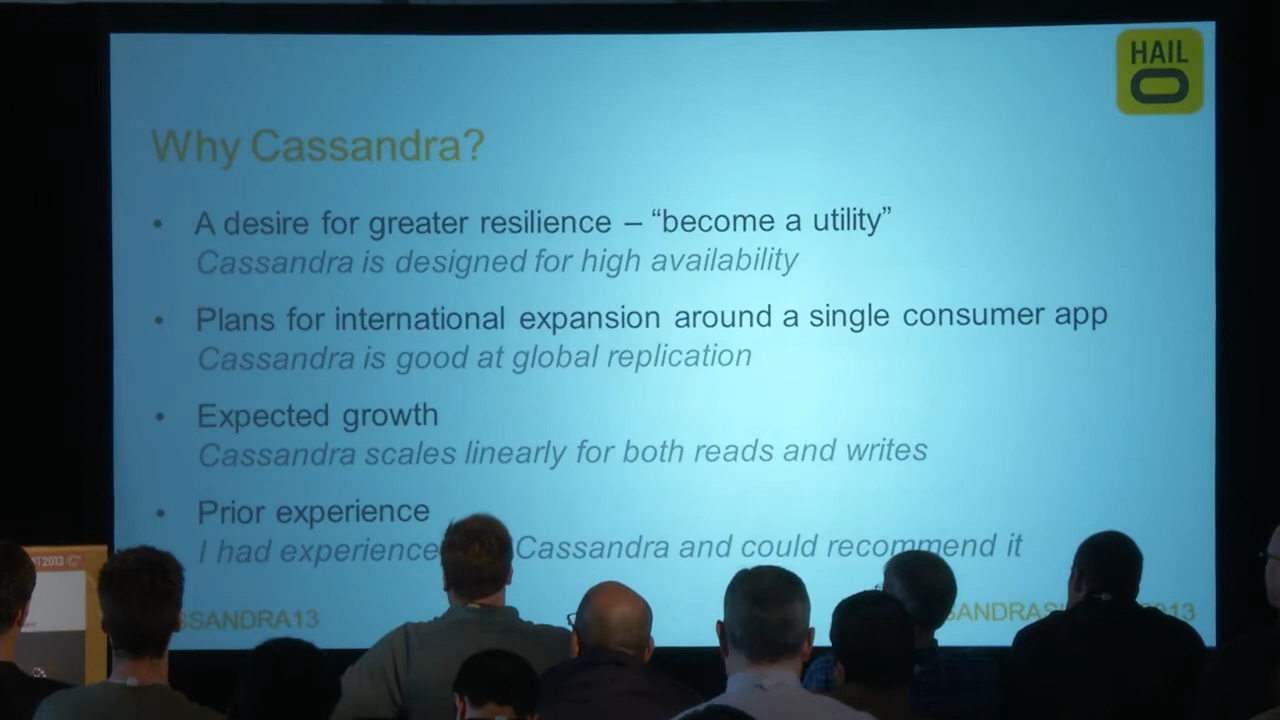 HAIL
O
Why Cassandra?
• A desire for greater resilience – “become a utility”
Cassandra is designed for high availability
• Plans for international expansion around a single consumer app
Cassandra is good at global replication
• Expected growth
Cassandra scales linearly for both reads and writes
• Prior experience
I had experience Cassandra and could recommend it
SSANDRA13
2013